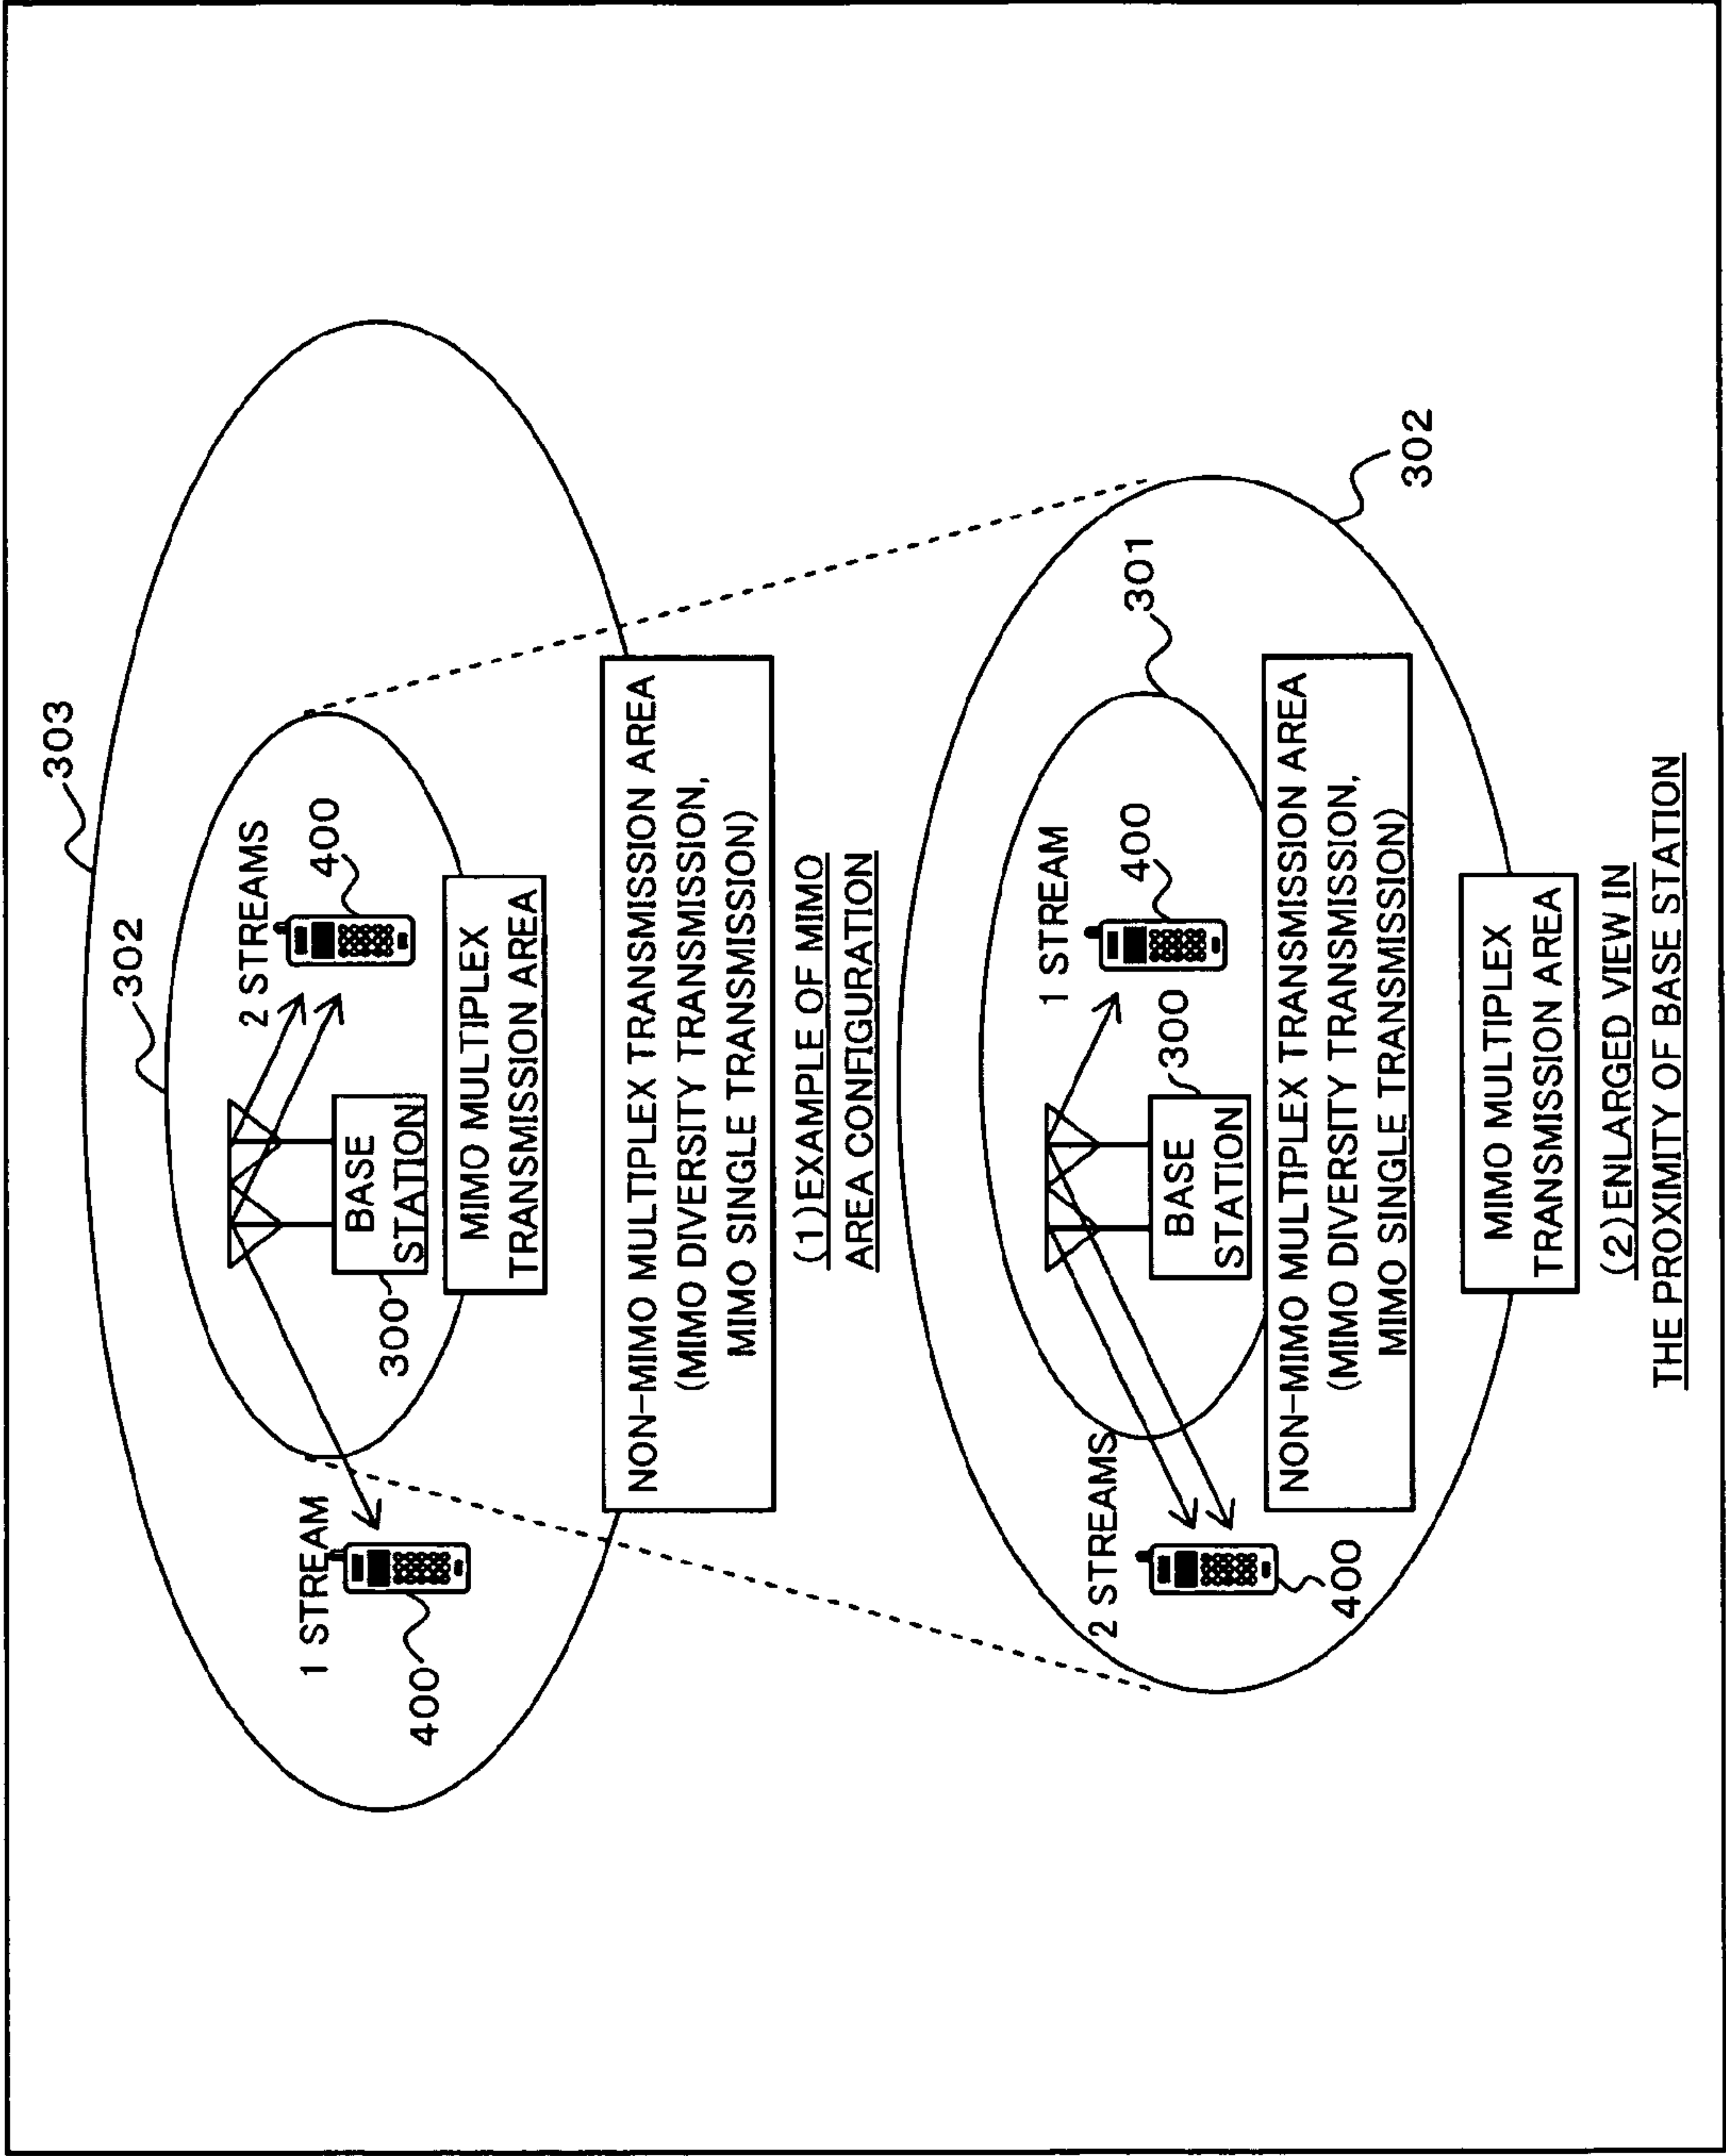 303
302
2 STREAMS
400
1 STREAM
400
300
BASE
STATION
MIMO MULTIPLEX
TRANSMISSION AREA
NON-MIMO MULTIPLEX TRANSMISSION AREA
(MIMO DIVERSITY TRANSMISSION,
MIMO SINGLE TRANSMISSION)
(1)EXAMPLE OF MIMO
AREA CONFIGURATION
1 STREAM
400
301
302
300
BASE
STATION
2 STREAMS
400
NON-MIMO MULTIPLEX TRANSMISSION AREA
(MIMO DIVERSITY TRANSMISSION,
MIMO SINGLE TRANSMISSION)
MIMO MULTIPLEX
TRANSMISSION AREA
(2)ENLARGED VIEW IN
THE PROXIMITY OF BASE STATION